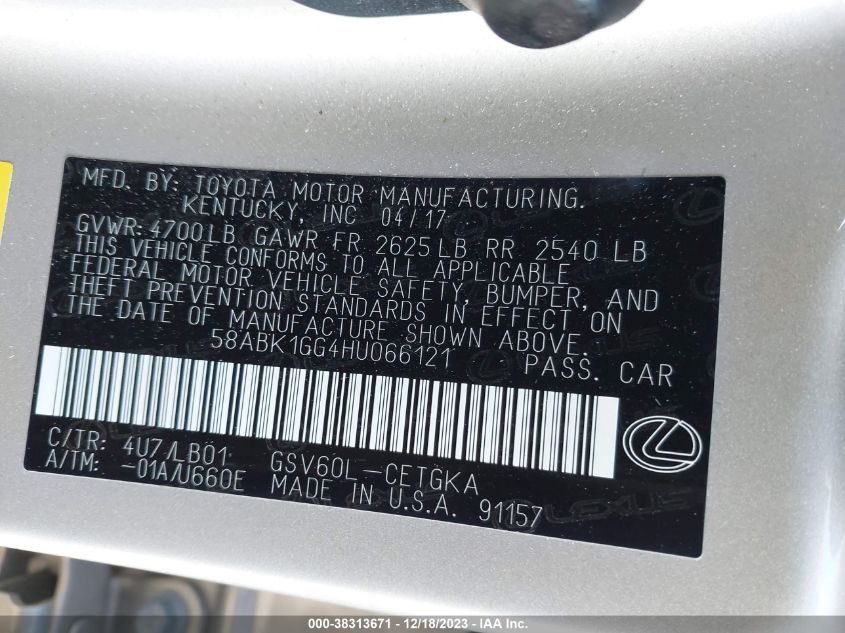 MFD. BY: TOYOTA MOTOR MANUFACTURING.
KENTUCKY, INC 04/17
GVWR 4700LB GAWR FR 2625LB RR 2540 LB
THIS VEHICLE CONFORMS TO ALL APPLICABLE
FEDERAL MOTOR VEHICLE SAFETY, BUMPER, AND
THEFT PREVENTION STANDARDS IN EFFECT ON
THE DATE OF MANUFACTURE SHOWN ABOVE.
58ABK1GG4HU066121
PASS. CAR
C/TR: 4U7/LB01 GSV60L-CETGKA
A/TM: -01A/U660E MADE IN U.S.A. 91157
000-38313671 - 12/18/2023 - IAA Inc.